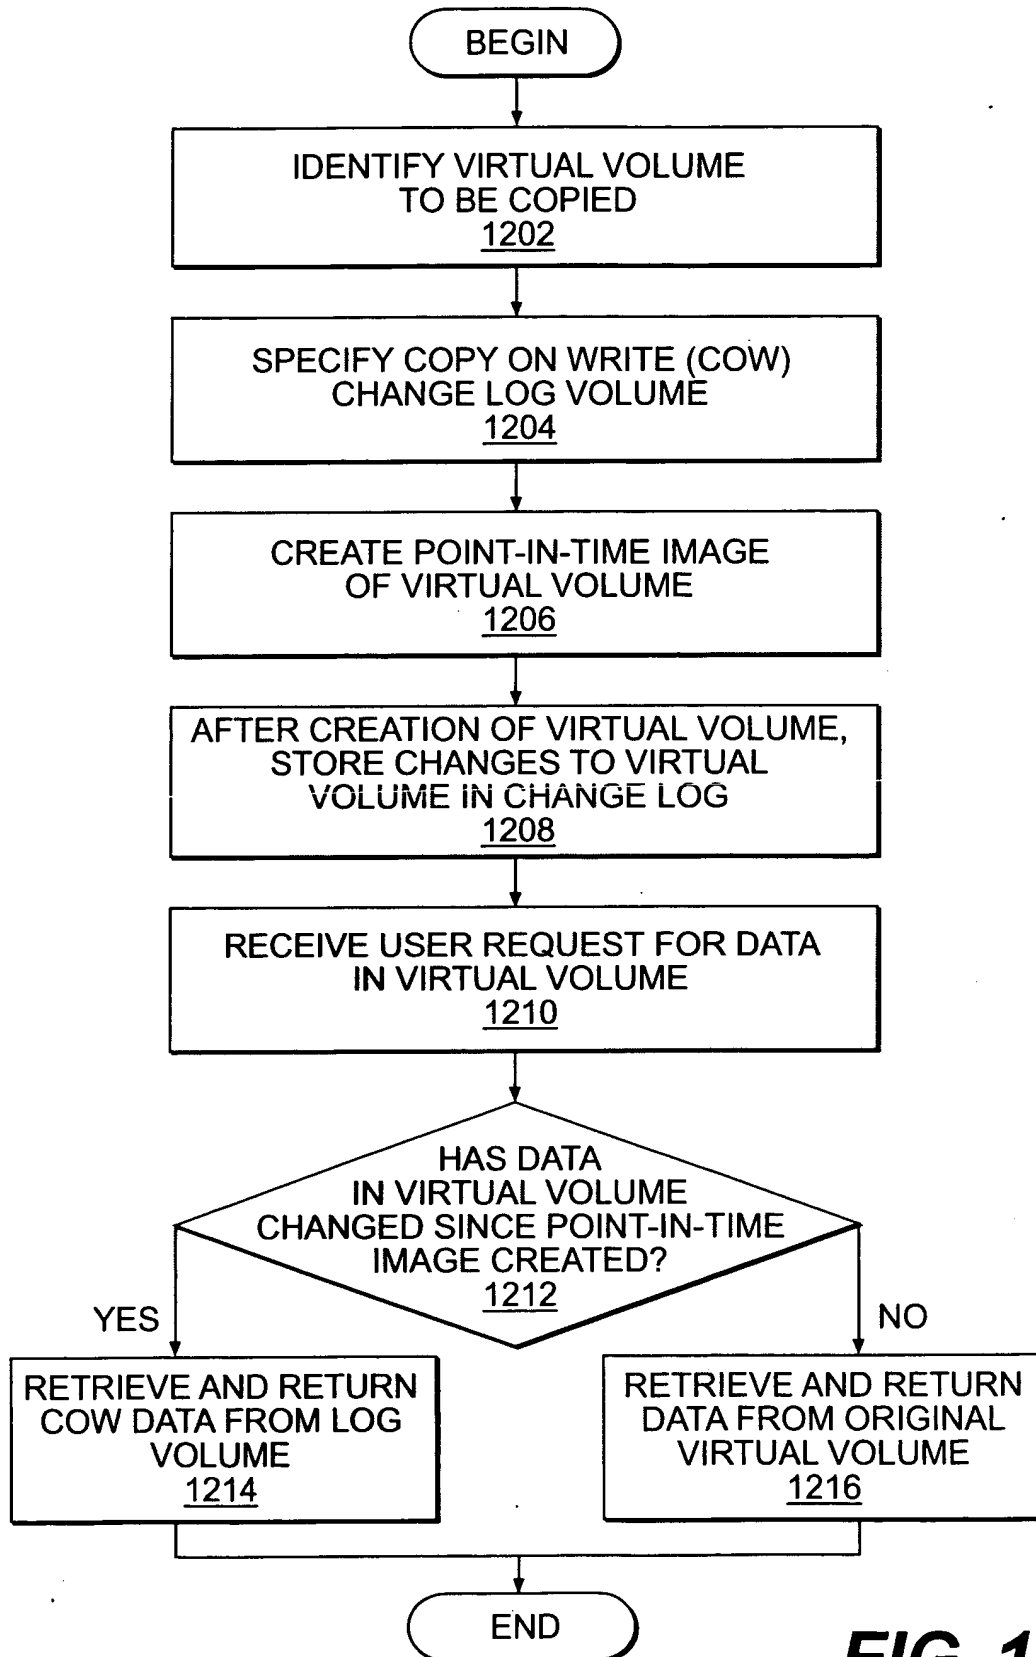 BEGIN
IDENTIFY VIRTUAL VOLUME
TO BE COPIED
1202
SPECIFY COPY ON WRITE (COW)
CHANGE LOG VOLUME
1204
CREATE POINT-IN-TIME IMAGE
OF VIRTUAL VOLUME
1206
AFTER CREATION OF VIRTUAL VOLUME,
STORE CHANGES TO VIRTUAL
VOLUME IN CHANGE LOG
1208
RECEIVE USER REQUEST FOR DATA
IN VIRTUAL VOLUME
1210
HAS DATA
IN VIRTUAL VOLUME
CHANGED SINCE POINT-IN-TIME
IMAGE CREATED?
1212
YES
NO
RETRIEVE AND RETURN
COW DATA FROM LOG
VOLUME
1214
RETRIEVE AND RETURN
DATA FROM ORIGINAL
VIRTUAL VOLUME
1216
END
FIG. 1